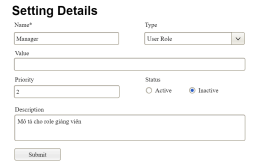 Setting Details
Name* Type
Manager User Role
Value
Priority Status
2 Active Inactive
Description
Mô tả cho role giảng viên
Submit